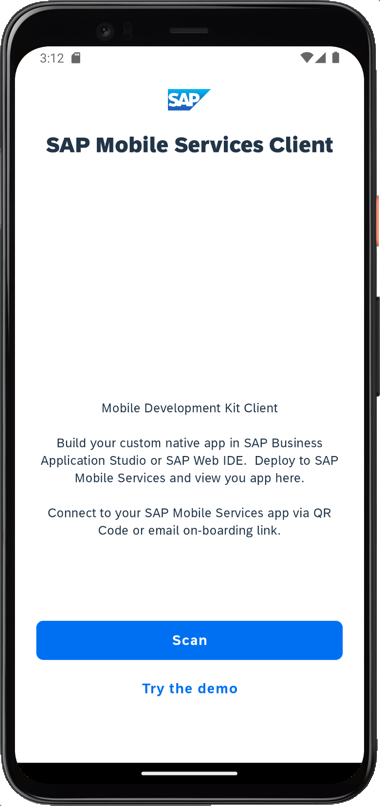 3:12
SAP
SAP Mobile Services Client
Mobile Development Kit Client
Build your custom native app in SAP Business
Application Studio or SAP Web IDE.  Deploy to SAP
Mobile Services and view you app here.
Connect to your SAP Mobile Services app via QR
Code or email on-boarding link.
Scan
Try the demo